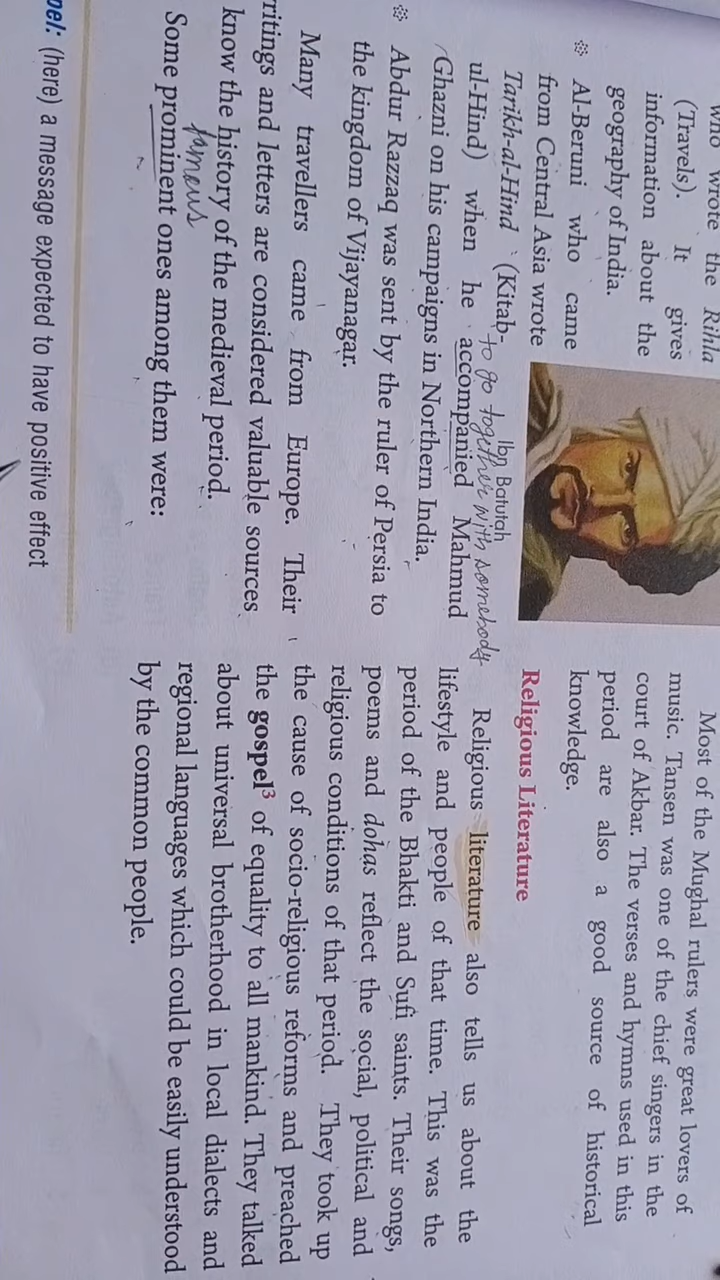 who wrote the Rihla
(Travels). It gives
information about the
geography of India.
❉ Al-Beruni who came
from Central Asia wrote
Tarikh-al-Hind (Kitab-
ul-Hind) when he accompanied Mahmud
Ghazni on his campaigns in Northern India.
to go together with somebody
Ibn Batutah
❉ Abdur Razzaq was sent by the ruler of Persia to
the kingdom of Vijayanagar.
Many travellers came from Europe. Their
ritings and letters are considered valuable sources
know the history of the medieval period.
famous
Some prominent ones among them were:
Most of the Mughal rulers were great lovers of
music. Tansen was one of the chief singers in the
court of Akbar. The verses and hymns used in this
period are also a good source of historical
knowledge.
Religious Literature
Religious literature also tells us about the
lifestyle and people of that time. This was the
period of the Bhakti and Sufi saints. Their songs,
poems and dohas reflect the social, political and
religious conditions of that period. They took up
the cause of socio-religious reforms and preached
the gospel³ of equality to all mankind. They talked
about universal brotherhood in local dialects and
regional languages which could be easily understood
by the common people.
pel: (here) a message expected to have positive effect